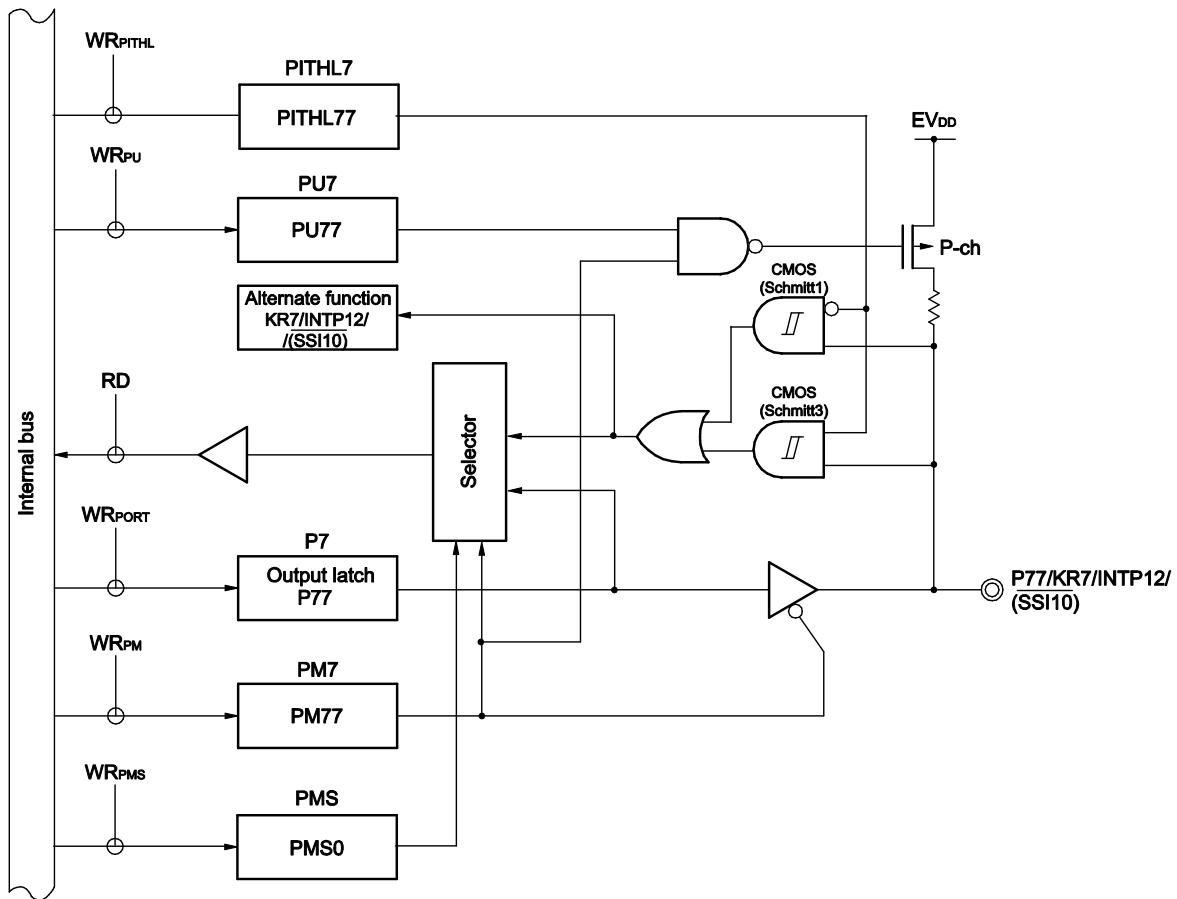 WRPITHL
PITHL7
PITHL77
EVDD
WRPU
PU7
PU77
P-ch
CMOS
(Schmitt1)
Alternate function
KR7/INTP12/
/(SSI10)
RD
CMOS
(Schmitt3)
Selector
Internal bus
WRPORT
P7
Output latch
P77
P77/KR7/INTP12/
(SSI10)
WRPM
PM7
PM77
WRPMS
PMS
PMS0